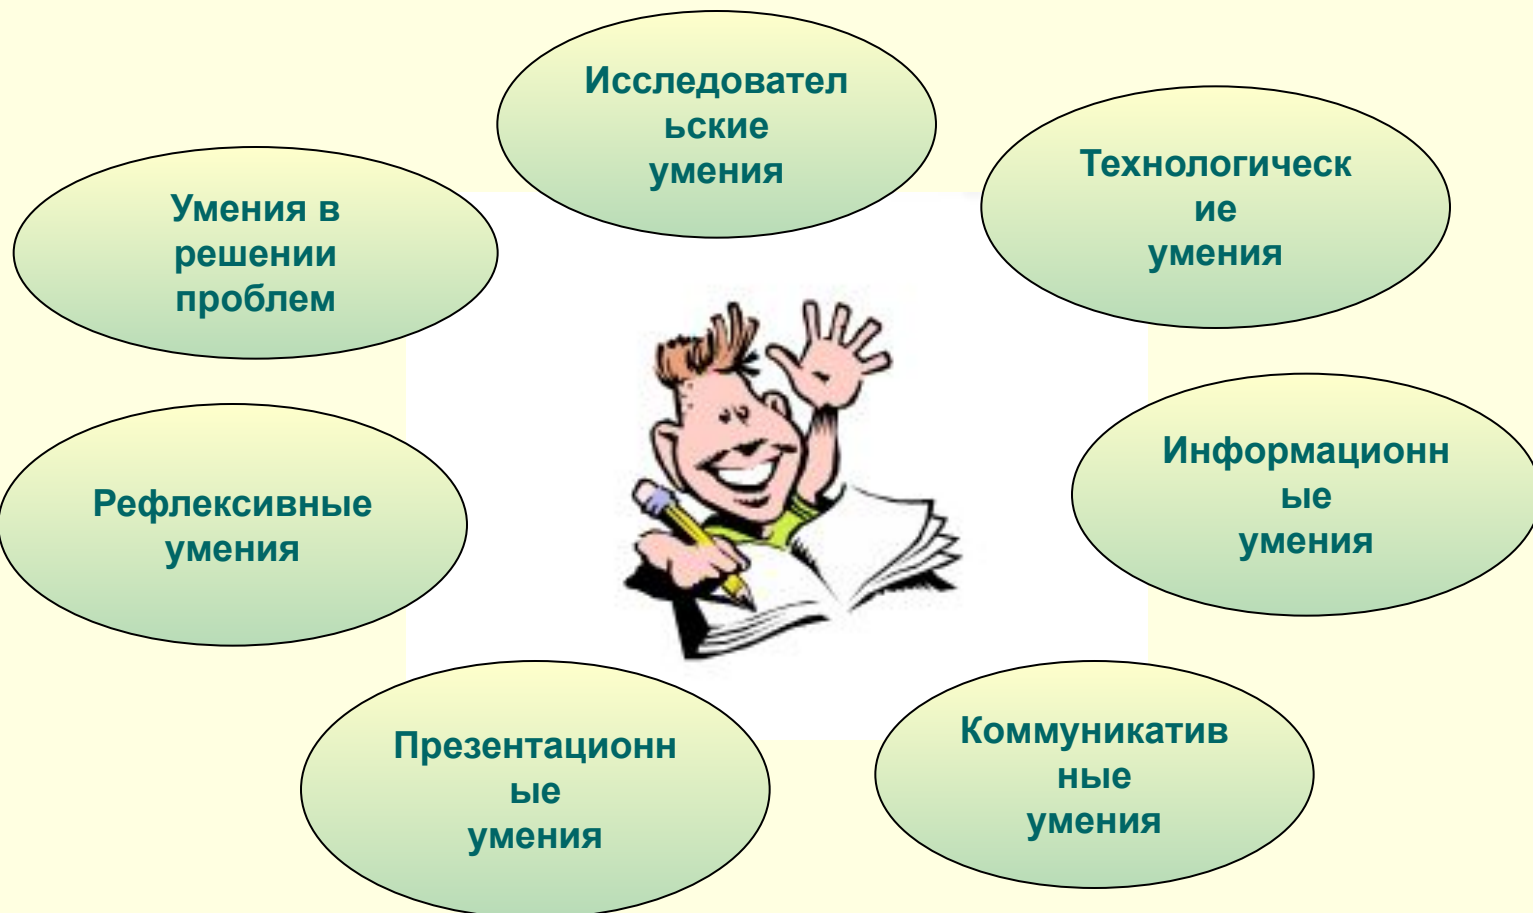 Исследовател
ьские
умения
Технологическ
ие
умения
Умения в
решении
проблем
Информационн
ые
умения
Рефлексивные
умения
Коммуникатив
ные
умения
Презентационн
ые
умения